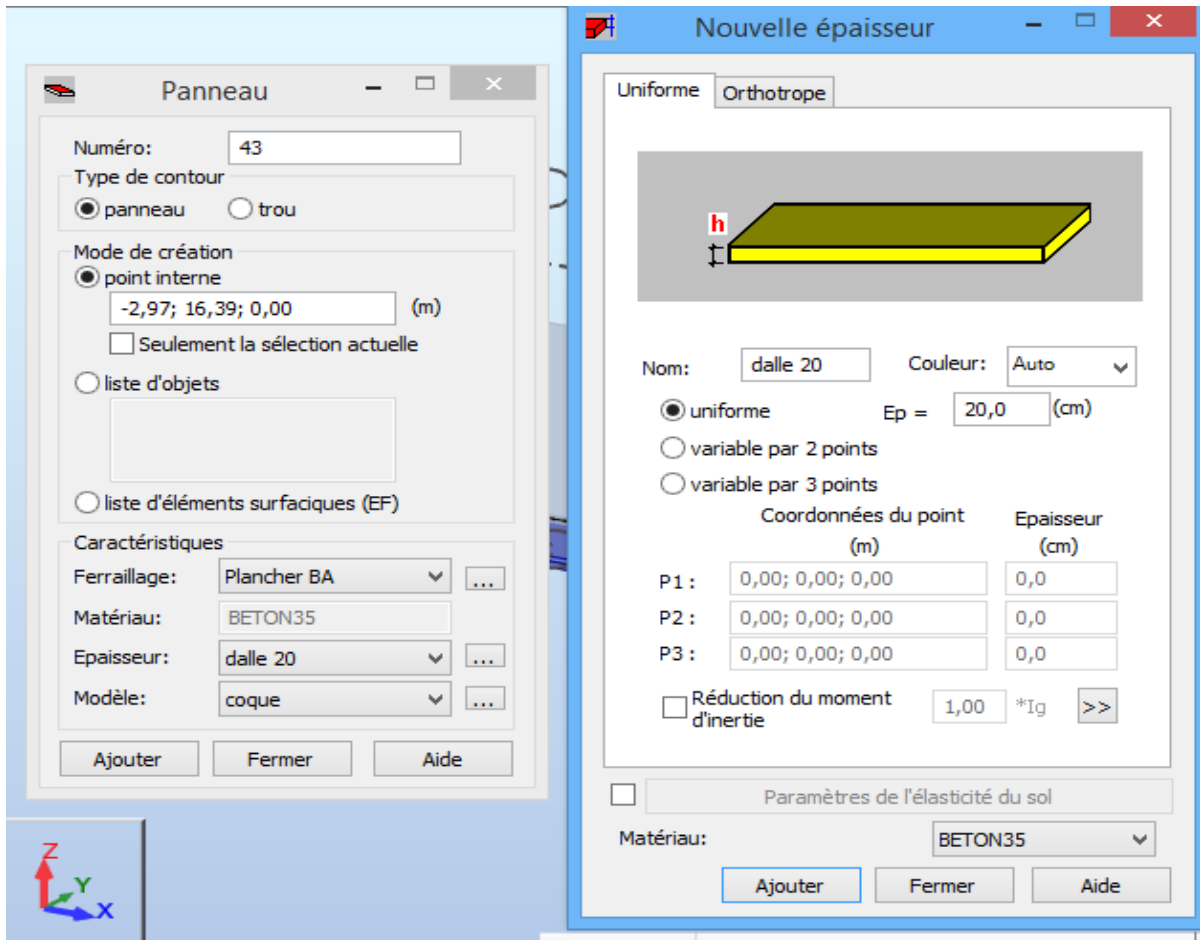 Panneau
Numéro: 43
Type de contour
panneau trou
Mode de création
point interne
-2,97; 16,39; 0,00 (m)
Seulement la sélection actuelle
liste d'objets
liste d'éléments surfaciques (EF)
Caractéristiques
Ferraillage: Plancher BA ...
Matériau: BETON35
Epaisseur: dalle 20 ...
Modèle: coque ...
Ajouter Fermer Aide
Z
Y
X
Nouvelle épaisseur
Uniforme Orthotrope
h
Nom: dalle 20 Couleur: Auto
uniforme Ep = 20,0 (cm)
variable par 2 points
variable par 3 points
Coordonnées du point Epaisseur
(m) (cm)
P1 : 0,00; 0,00; 0,00 0,0
P2 : 0,00; 0,00; 0,00 0,0
P3 : 0,00; 0,00; 0,00 0,0
Réduction du moment
d'inertie 1,00 *Ig >>
Paramètres de l'élasticité du sol
Matériau: BETON35
Ajouter Fermer Aide